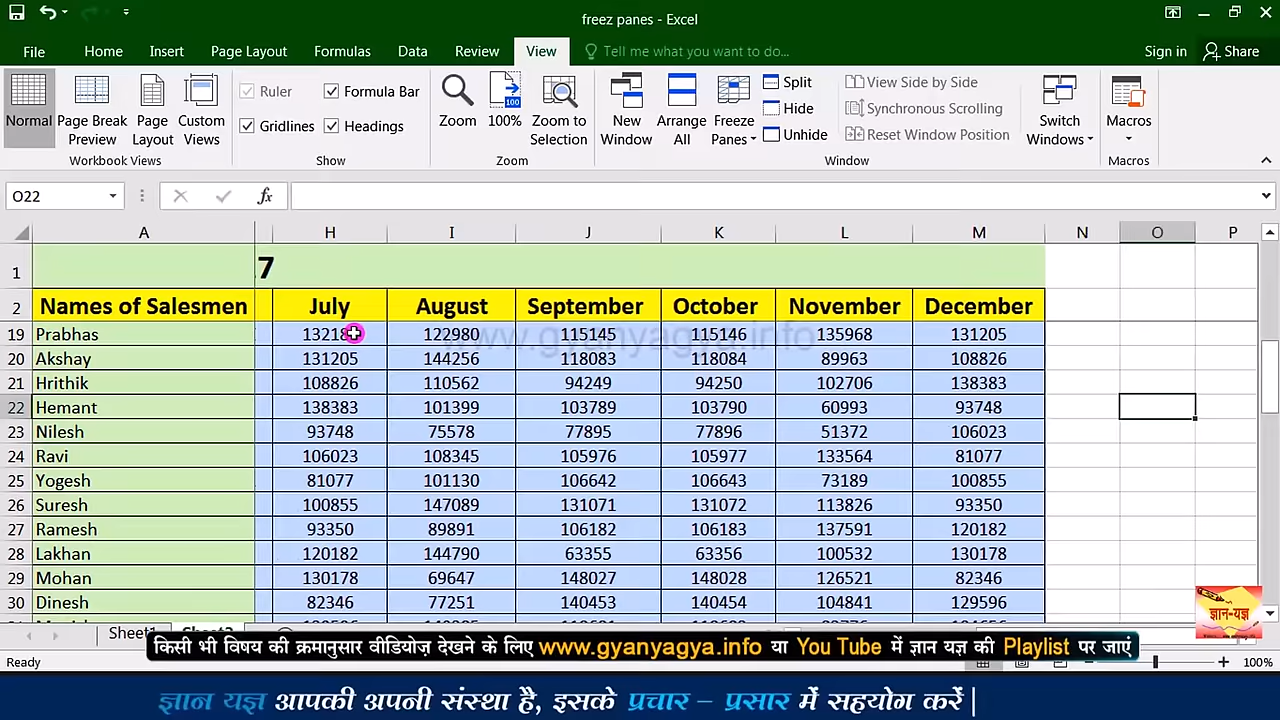 freez panes - Excel
File Home Insert Page Layout Formulas Data Review View Tell me what you want to do... Sign in Share
Normal Page Break Preview Page Layout Custom Views
Workbook Views
Ruler Formula Bar
Gridlines Headings
Show
Zoom 100% Zoom to Selection
Zoom
New Window Arrange All Freeze Panes
Split
Hide
Unhide
View Side by Side
Synchronous Scrolling
Reset Window Position
Switch Windows
Window
Macros
Macros
O22 fx
A H I J K L M N O P
1 7
2 Names of Salesmen July August September October November December
19 Prabhas 122980 115145 115146 135968 131205
www.gyanyagya.info
20 Akshay 131205 144256 118083 118084 89963 108826
21 Hrithik 108826 110562 94249 94250 102706 138383
22 Hemant 138383 101399 103789 103790 60993 93748
23 Nilesh 93748 75578 77895 77896 51372 106023
24 Ravi 106023 108345 105976 105977 133564 81077
25 Yogesh 81077 101130 106642 106643 73189 100855
26 Suresh 100855 147089 131071 131072 113826 93350
27 Ramesh 93350 89891 106182 106183 137591 120182
28 Lakhan 120182 144790 63355 63356 100532 130178
29 Mohan 130178 69647 148027 148028 126521 82346
30 Dinesh 82346 77251 140453 140454 104841 129596
ज्ञान-यज्ञ
Sheet1
किसी भी विषय की क्रमानुसार वीडियोज़ देखने के लिए www.gyanyagya.info या You Tube में ज्ञान यज्ञ की Playlist पर जाएं
Ready 100%
ज्ञान यज्ञ आपकी अपनी संस्था है, इसके प्रचार – प्रसार में सहयोग करें |